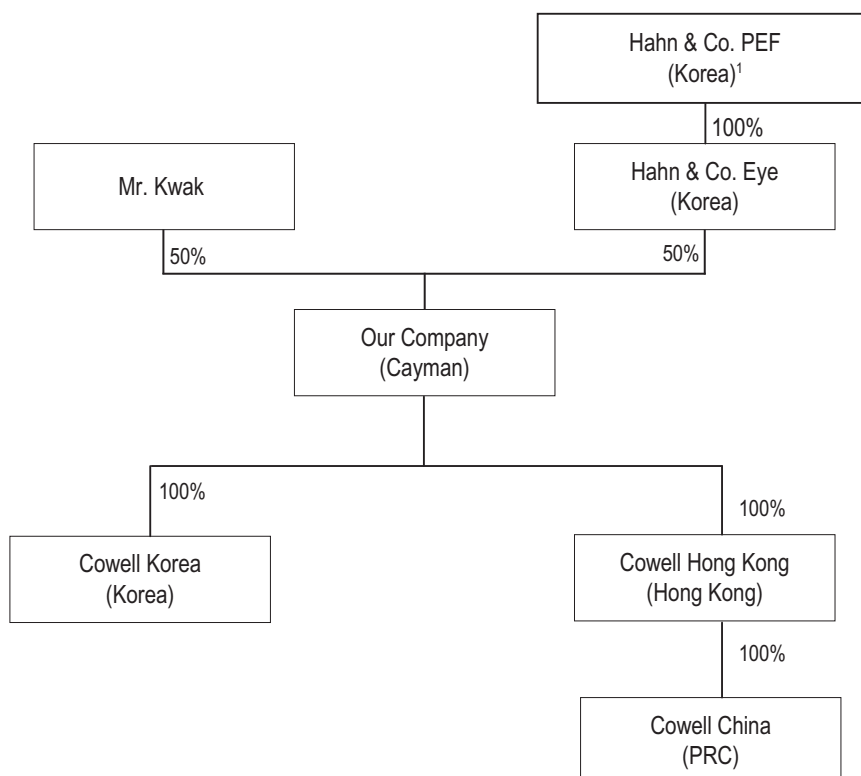 Hahn & Co. PEF
(Korea)¹
100%
Mr. Kwak
Hahn & Co. Eye
(Korea)
50%
50%
Our Company
(Cayman)
100%
100%
Cowell Korea
(Korea)
Cowell Hong Kong
(Hong Kong)
100%
Cowell China
(PRC)